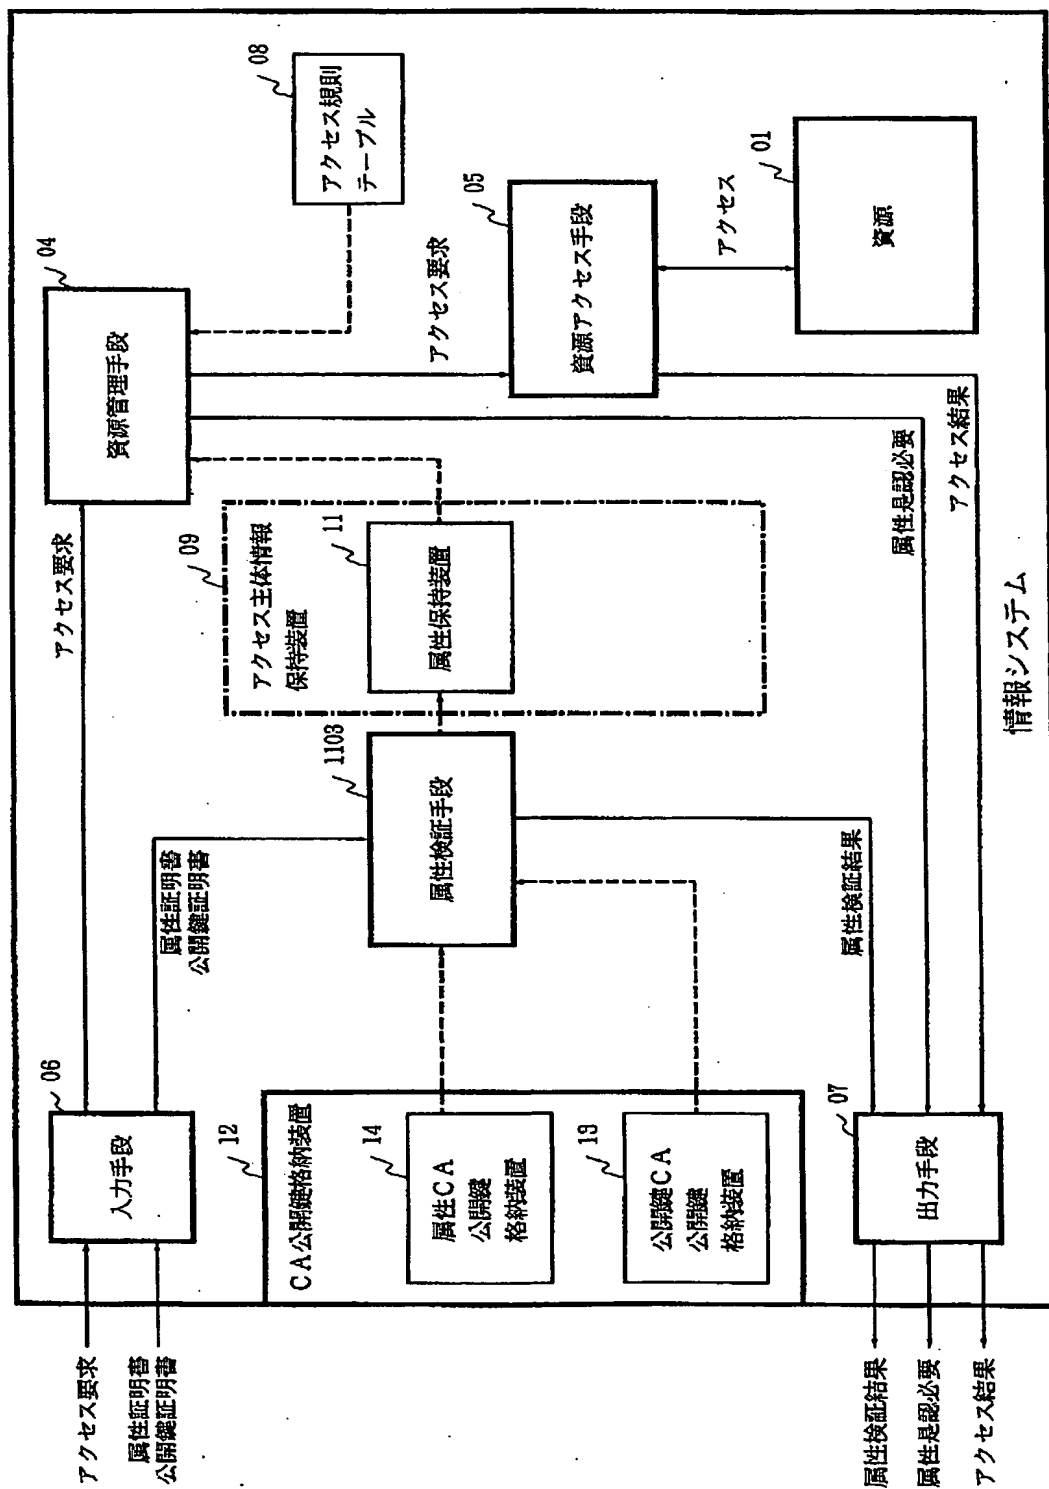 アクセス要求
属性証明書
公開鍵証明書
06
入力手段
アクセス要求
属性証明書
公開鍵証明書
04
資源管理手段
08
アクセス規則
テーブル
12
CA公開鍵格納装置
14
属性CA
公開鍵
格納装置
13
公開鍵CA
公開鍵
格納装置
1103
属性検証手段
09
アクセス主体情報
保持装置
11
属性保持装置
アクセス要求
05
資源アクセス手段
アクセス
01
資源
属性検証結果
属性是認必要
アクセス結果
07
出力手段
属性検証結果
属性是認必要
アクセス結果
情報システム